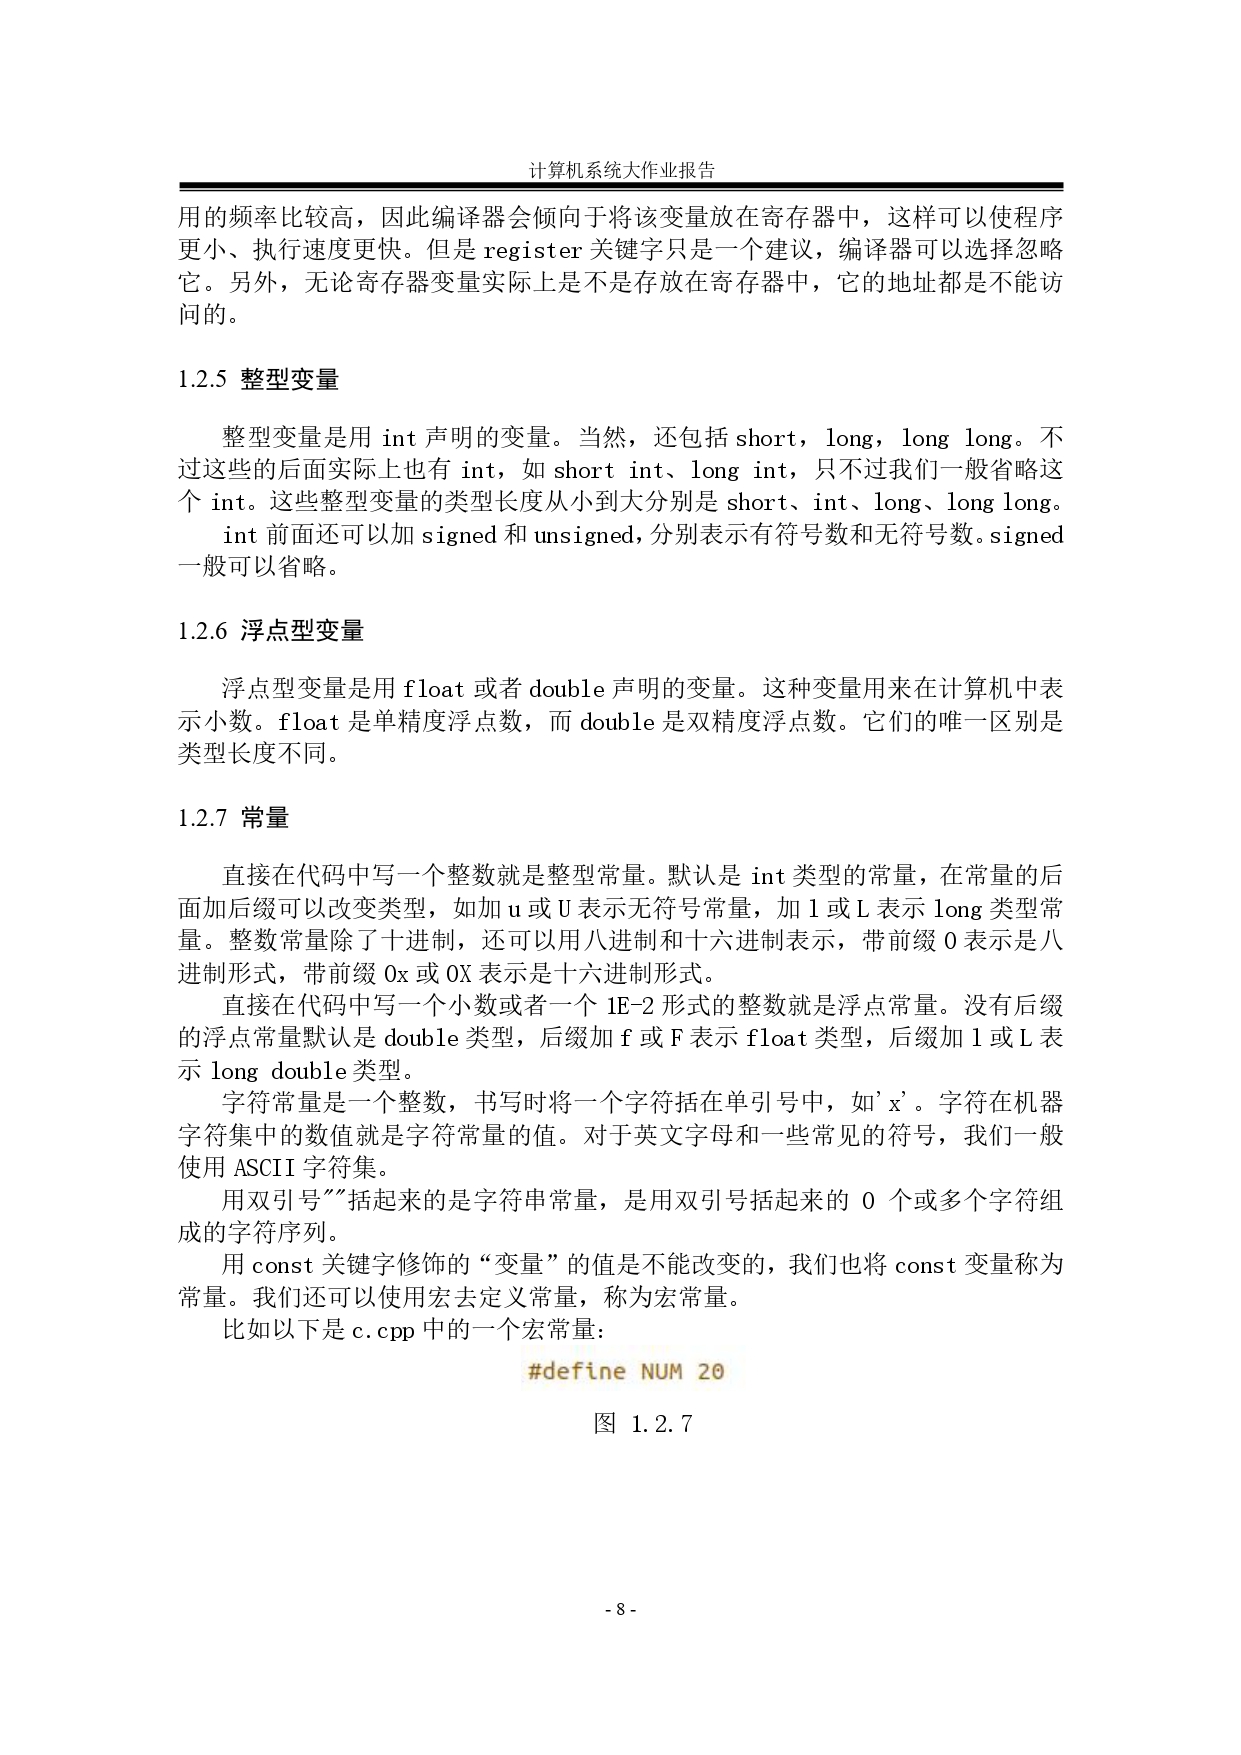 计算机系统大作业报告
用的频率比较高，因此编译器会倾向于将该变量放在寄存器中，这样可以使程序
更小、执行速度更快。但是 register 关键字只是一个建议，编译器可以选择忽略
它。另外，无论寄存器变量实际上是不是存放在寄存器中，它的地址都是不能访
问的。
1.2.5 整型变量
整型变量是用 int 声明的变量。当然，还包括 short，long，long long。不
过这些的后面实际上也有 int，如 short int、long int，只不过我们一般省略这
个 int。这些整型变量的类型长度从小到大分别是 short、int、long、long long。
int 前面还可以加 signed 和 unsigned，分别表示有符号数和无符号数。signed
一般可以省略。
1.2.6 浮点型变量
浮点型变量是用 float 或者 double 声明的变量。这种变量用来在计算机中表
示小数。float 是单精度浮点数，而 double 是双精度浮点数。它们的唯一区别是
类型长度不同。
1.2.7 常量
直接在代码中写一个整数就是整型常量。默认是 int 类型的常量，在常量的后
面加后缀可以改变类型，如加 u 或 U 表示无符号常量，加 l 或 L 表示 long 类型常
量。整数常量除了十进制，还可以用八进制和十六进制表示，带前缀 0 表示是八
进制形式，带前缀 0x 或 0X 表示是十六进制形式。
直接在代码中写一个小数或者一个 1E-2 形式的整数就是浮点常量。没有后缀
的浮点常量默认是 double 类型，后缀加 f 或 F 表示 float 类型，后缀加 l 或 L 表
示 long double 类型。
字符常量是一个整数，书写时将一个字符括在单引号中，如'x'。字符在机器
字符集中的数值就是字符常量的值。对于英文字母和一些常见的符号，我们一般
使用 ASCII 字符集。
用双引号""括起来的是字符串常量，是用双引号括起来的 0 个或多个字符组
成的字符序列。
用 const 关键字修饰的“变量”的值是不能改变的，我们也将 const 变量称为
常量。我们还可以使用宏去定义常量，称为宏常量。
比如以下是 c.cpp 中的一个宏常量：
#define NUM 20
图 1.2.7
- 8 -